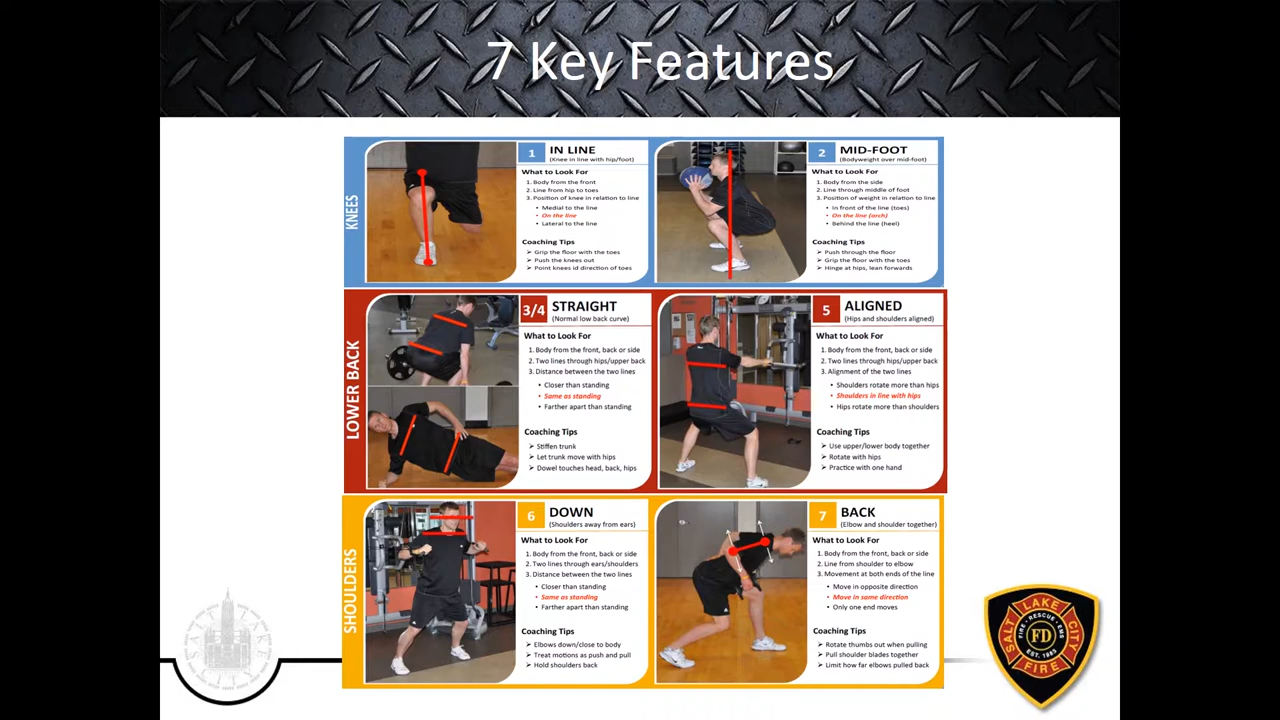 7 Key Features
KNEES
1 IN LINE
(Knee in line with hip/foot)
What to Look For
1. Body from the front
2. Line from hip to toes
3. Position of knee in relation to line
• Medial to the line
• On the line
• Lateral to the line
Coaching Tips
➢ Grip the floor with the toes
➢ Push the knees out
➢ Point knees id direction of toes
2 MID-FOOT
(Bodyweight over mid-foot)
What to Look For
1. Body from the side
2. Line through middle of foot
3. Position of weight in relation to line
• In front of the line (toes)
• On the line (arch)
• Behind the line (heel)
Coaching Tips
➢ Push through the floor
➢ Grip the floor with the toes
➢ Hinge at hips, lean forwards
LOWER BACK
3/4 STRAIGHT
(Normal low back curve)
What to Look For
1. Body from the front, back or side
2. Two lines through hips/upper back
3. Distance between the two lines
• Closer than standing
• Same as standing
• Farther apart than standing
Coaching Tips
➢ Stiffen trunk
➢ Let trunk move with hips
➢ Dowel touches head, back, hips
5 ALIGNED
(Hips and shoulders aligned)
What to Look For
1. Body from the front, back or side
2. Two lines through hips/upper back
3. Alignment of the two lines
• Shoulders rotate more than hips
• Shoulders in line with hips
• Hips rotate more than shoulders
Coaching Tips
➢ Use upper/lower body together
➢ Rotate with hips
➢ Practice with one hand
SHOULDERS
6 DOWN
(Shoulders away from ears)
What to Look For
1. Body from the front, back or side
2. Two lines through ears/shoulders
3. Distance between the two lines
• Closer than standing
• Same as standing
• Farther apart than standing
Coaching Tips
➢ Elbows down/close to body
➢ Treat motions as push and pull
➢ Hold shoulders back
7 BACK
(Elbow and shoulder together)
What to Look For
1. Body from the front, back or side
2. Line from shoulder to elbow
3. Movement at both ends of the line
• Move in opposite direction
• Move in same direction
• Only one end moves
Coaching Tips
➢ Rotate thumbs out when pulling
➢ Pull shoulder blades together
➢ Limit how far elbows pulled back
SALT LAKE CITY
FIRE • RESCUE • EMS
FD
EST. 1883
FIRE